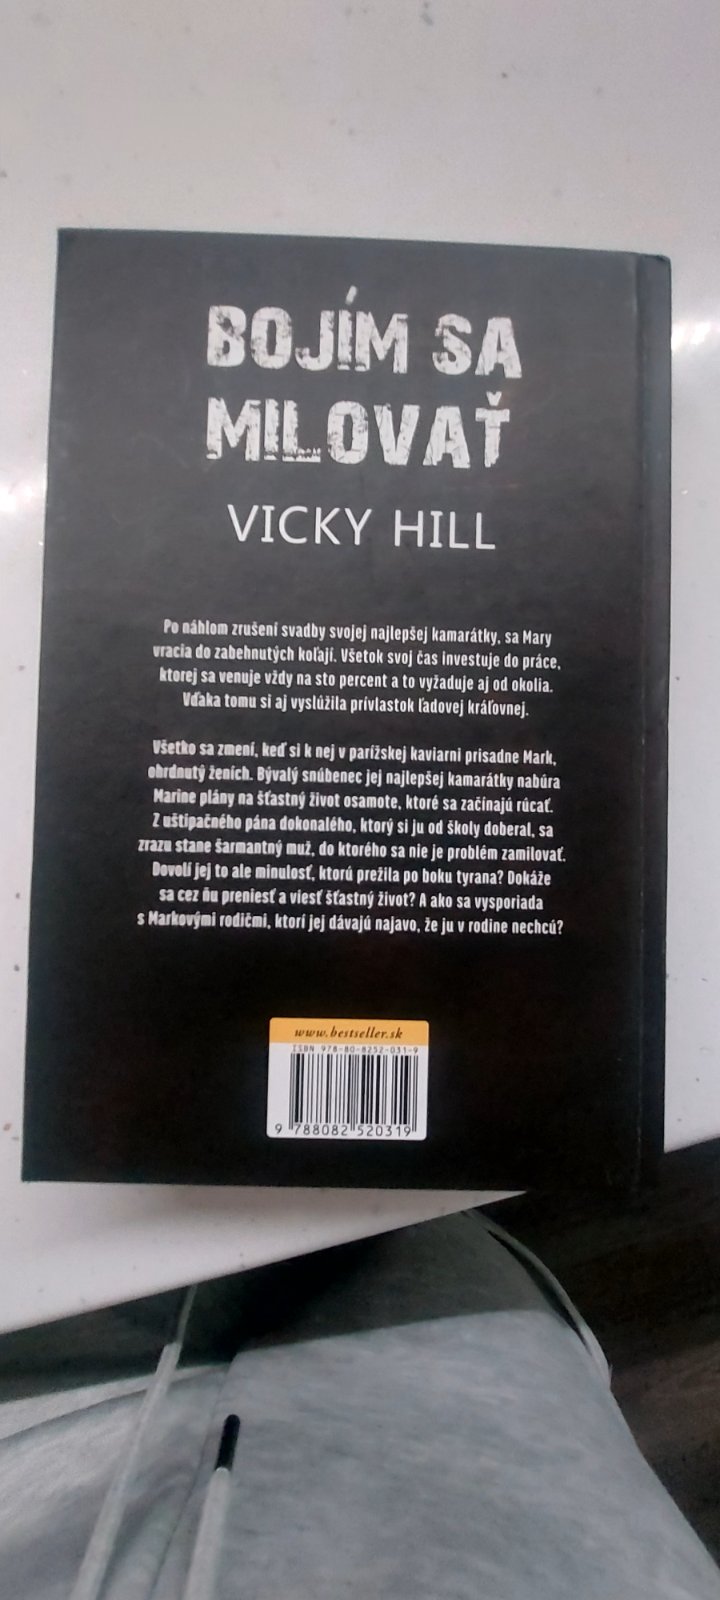 BOJÍM SA
MILOVAŤ
VICKY HILL
Po náhlom zrušení svadby svojej najlepšej kamarátky, sa Mary
vracia do zabehnutých koľají. Všetok svoj čas investuje do práce,
ktorej sa venuje vždy na sto percent a to vyžaduje aj od okolia.
Vďaka tomu si aj vyslúžila prívlastok ľadovej kráľovnej.
Všetko sa zmení, keď si k nej v parížskej kaviarni prisadne Mark,
ohrdnutý ženích. Bývalý snúbenec jej najlepšej kamarátky nabúra
Marine plány na šťastný život osamote, ktoré sa začínajú rúcať.
Z uštipačného pána dokonalého, ktorý si ju od školy doberal, sa
zrazu stane šarmantný muž, do ktorého sa nie je problém zamilovať.
Dovolí jej to ale minulosť, ktorú prežila po boku tyrana? Dokáže
sa cez ňu preniesť a viesť šťastný život? A ako sa vysporiada
s Markovými rodičmi, ktorí jej dávajú najavo, že ju v rodine nechcú?
www.bestseller.sk
ISBN 978-80-8252-031-9
9 788082 520319